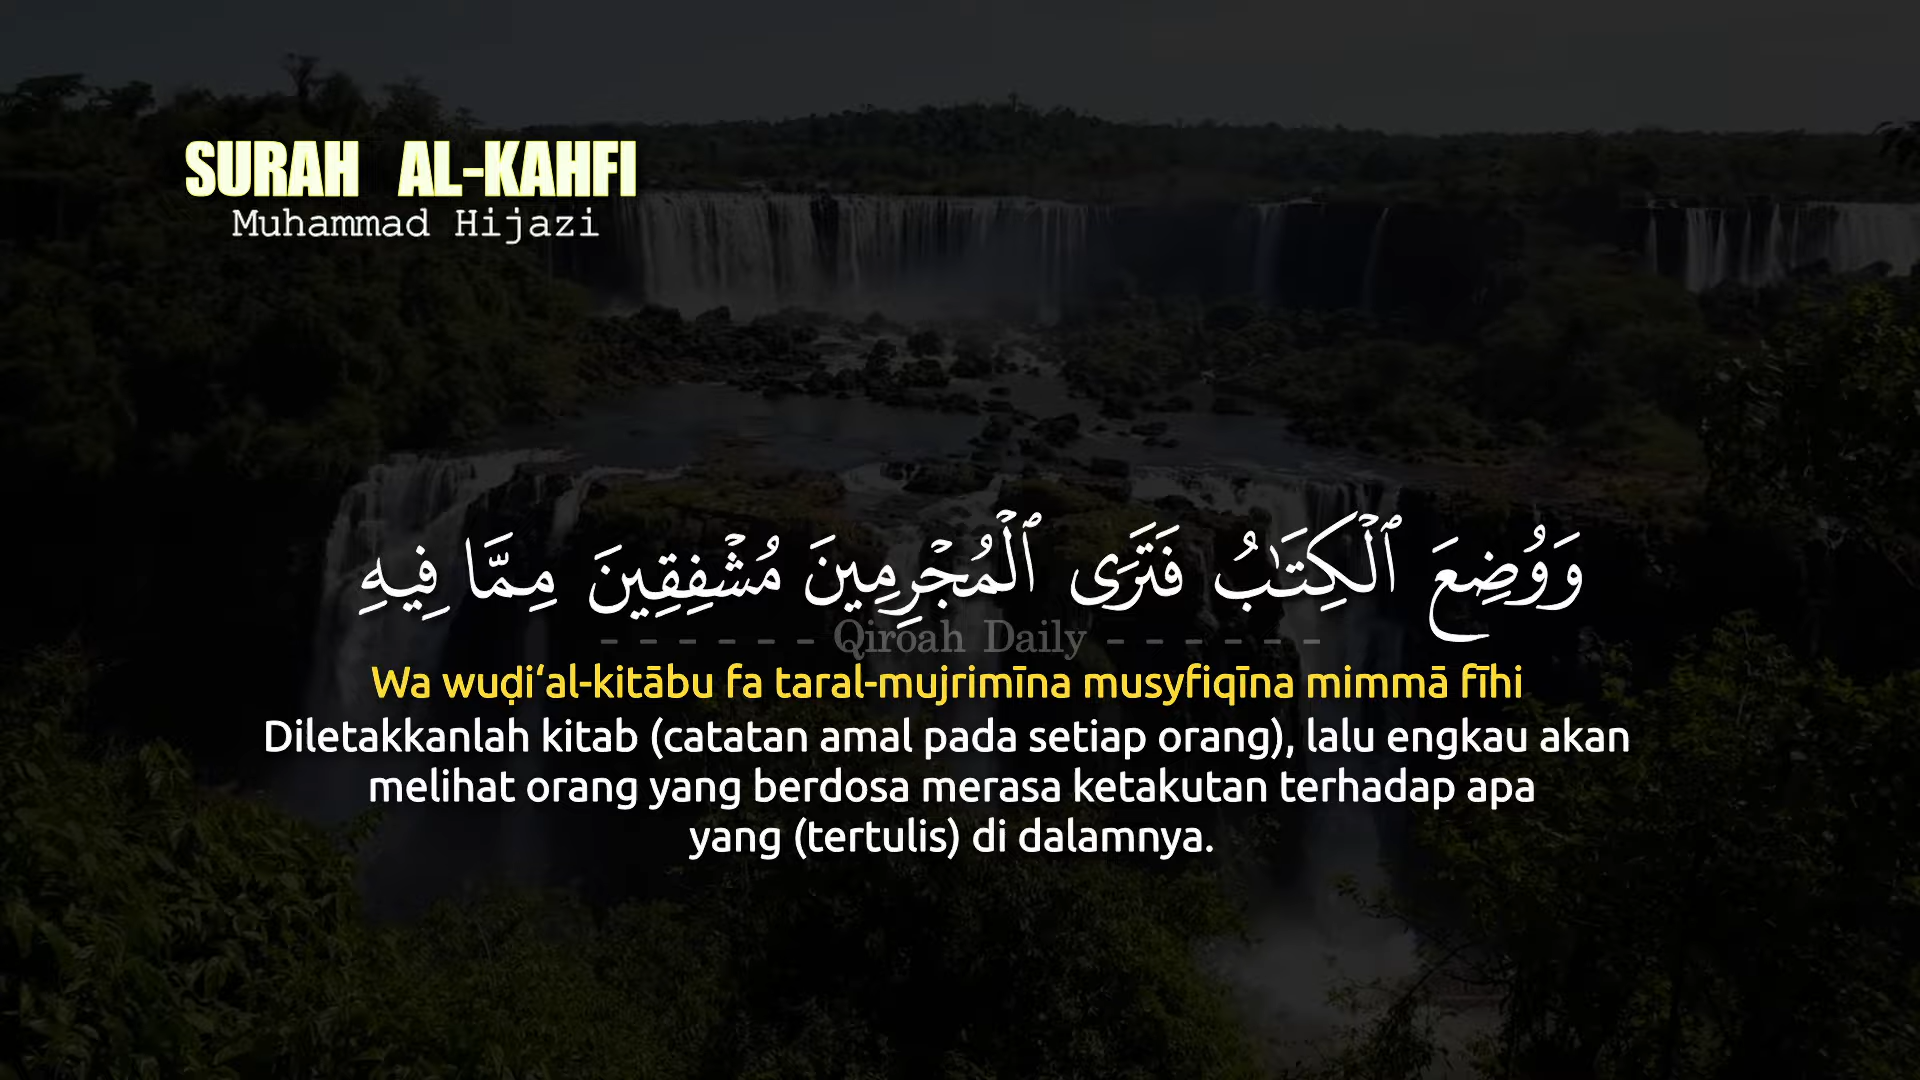 SURAH AL-KAHFI
Muhammad Hijazi
وَوُضِعَ ٱلْكِتَـٰبُ فَتَرَى ٱلْمُجْرِمِينَ مُشْفِقِينَ مِمَّا فِيهِ
- - - - - - Qiroah Daily - - - - - -
Wa wuḍi‘al-kitābu fa taral-mujrimīna musyfiqīna mimmā fīhi
Diletakkanlah kitab (catatan amal pada setiap orang), lalu engkau akan
melihat orang yang berdosa merasa ketakutan terhadap apa
yang (tertulis) di dalamnya.